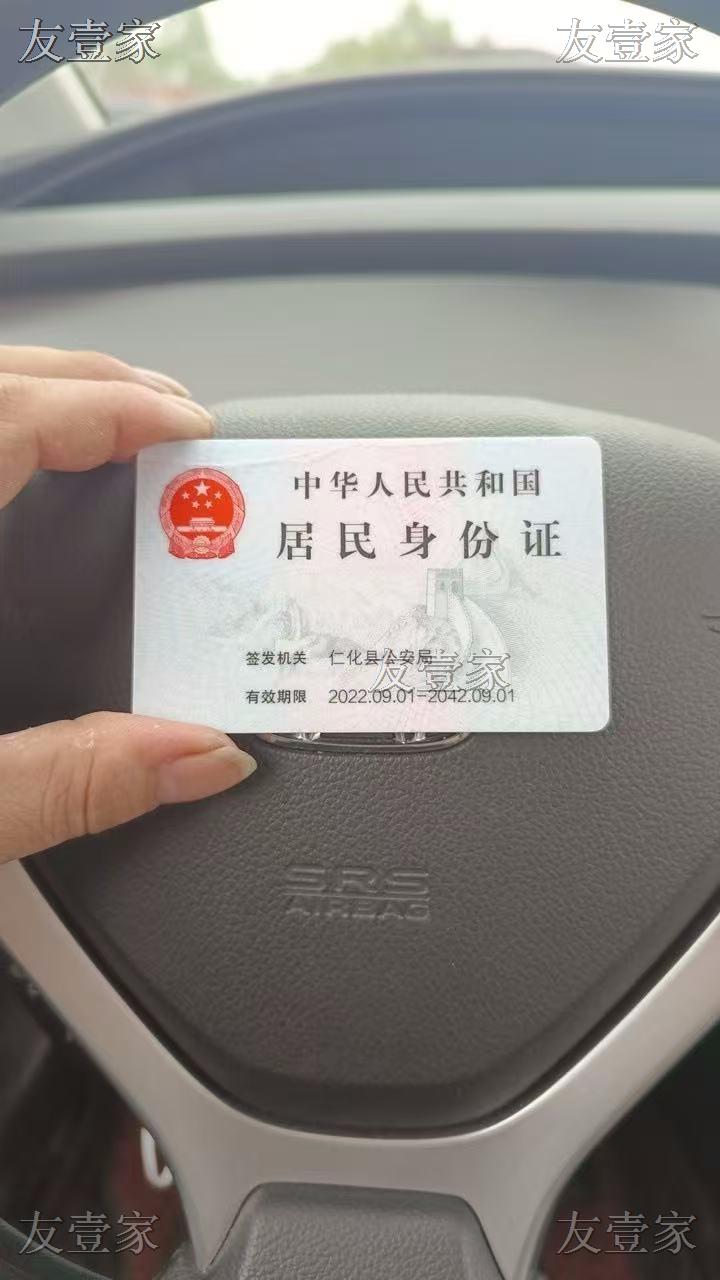 友壹家 友壹家
中华人民共和国
居民身份证
签发机关 仁化县公安局
友壹家
有效期限 2022.09.01-2042.09.01
SRS
AIRBAG
友壹家 友壹家